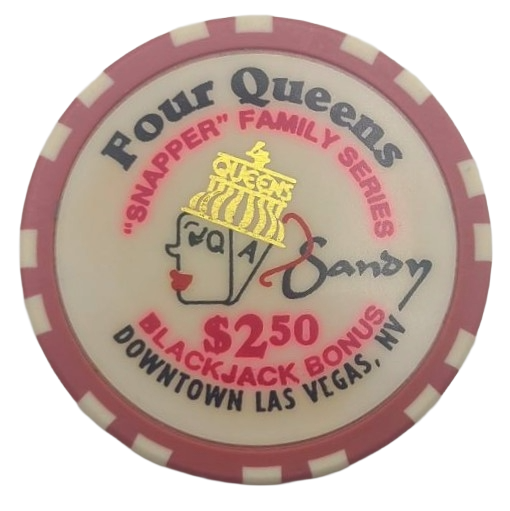 Four Queens
"SNAPPER" FAMILY SERIES
4
QUEENS
Q A
Sandy
$2.50
BLACKJACK BONUS
DOWNTOWN LAS VEGAS, NV